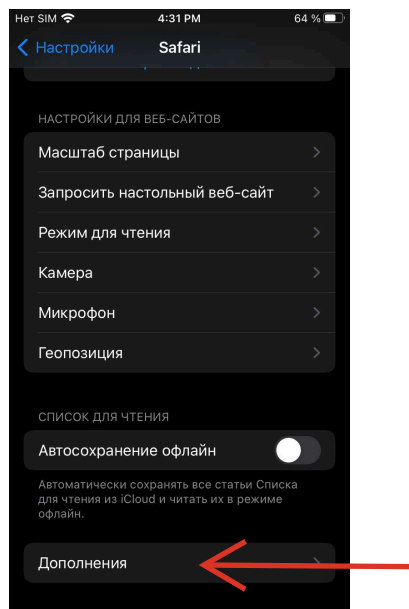 Нет SIM 4:31 PM 64 %
Настройки Safari
НАСТРОЙКИ ДЛЯ ВЕБ-САЙТОВ
Масштаб страницы
Запросить настольный веб-сайт
Режим для чтения
Камера
Микрофон
Геопозиция
СПИСОК ДЛЯ ЧТЕНИЯ
Автосохранение офлайн
Автоматически сохранять все статьи Списка
для чтения из iCloud и читать их в режиме
офлайн.
Дополнения